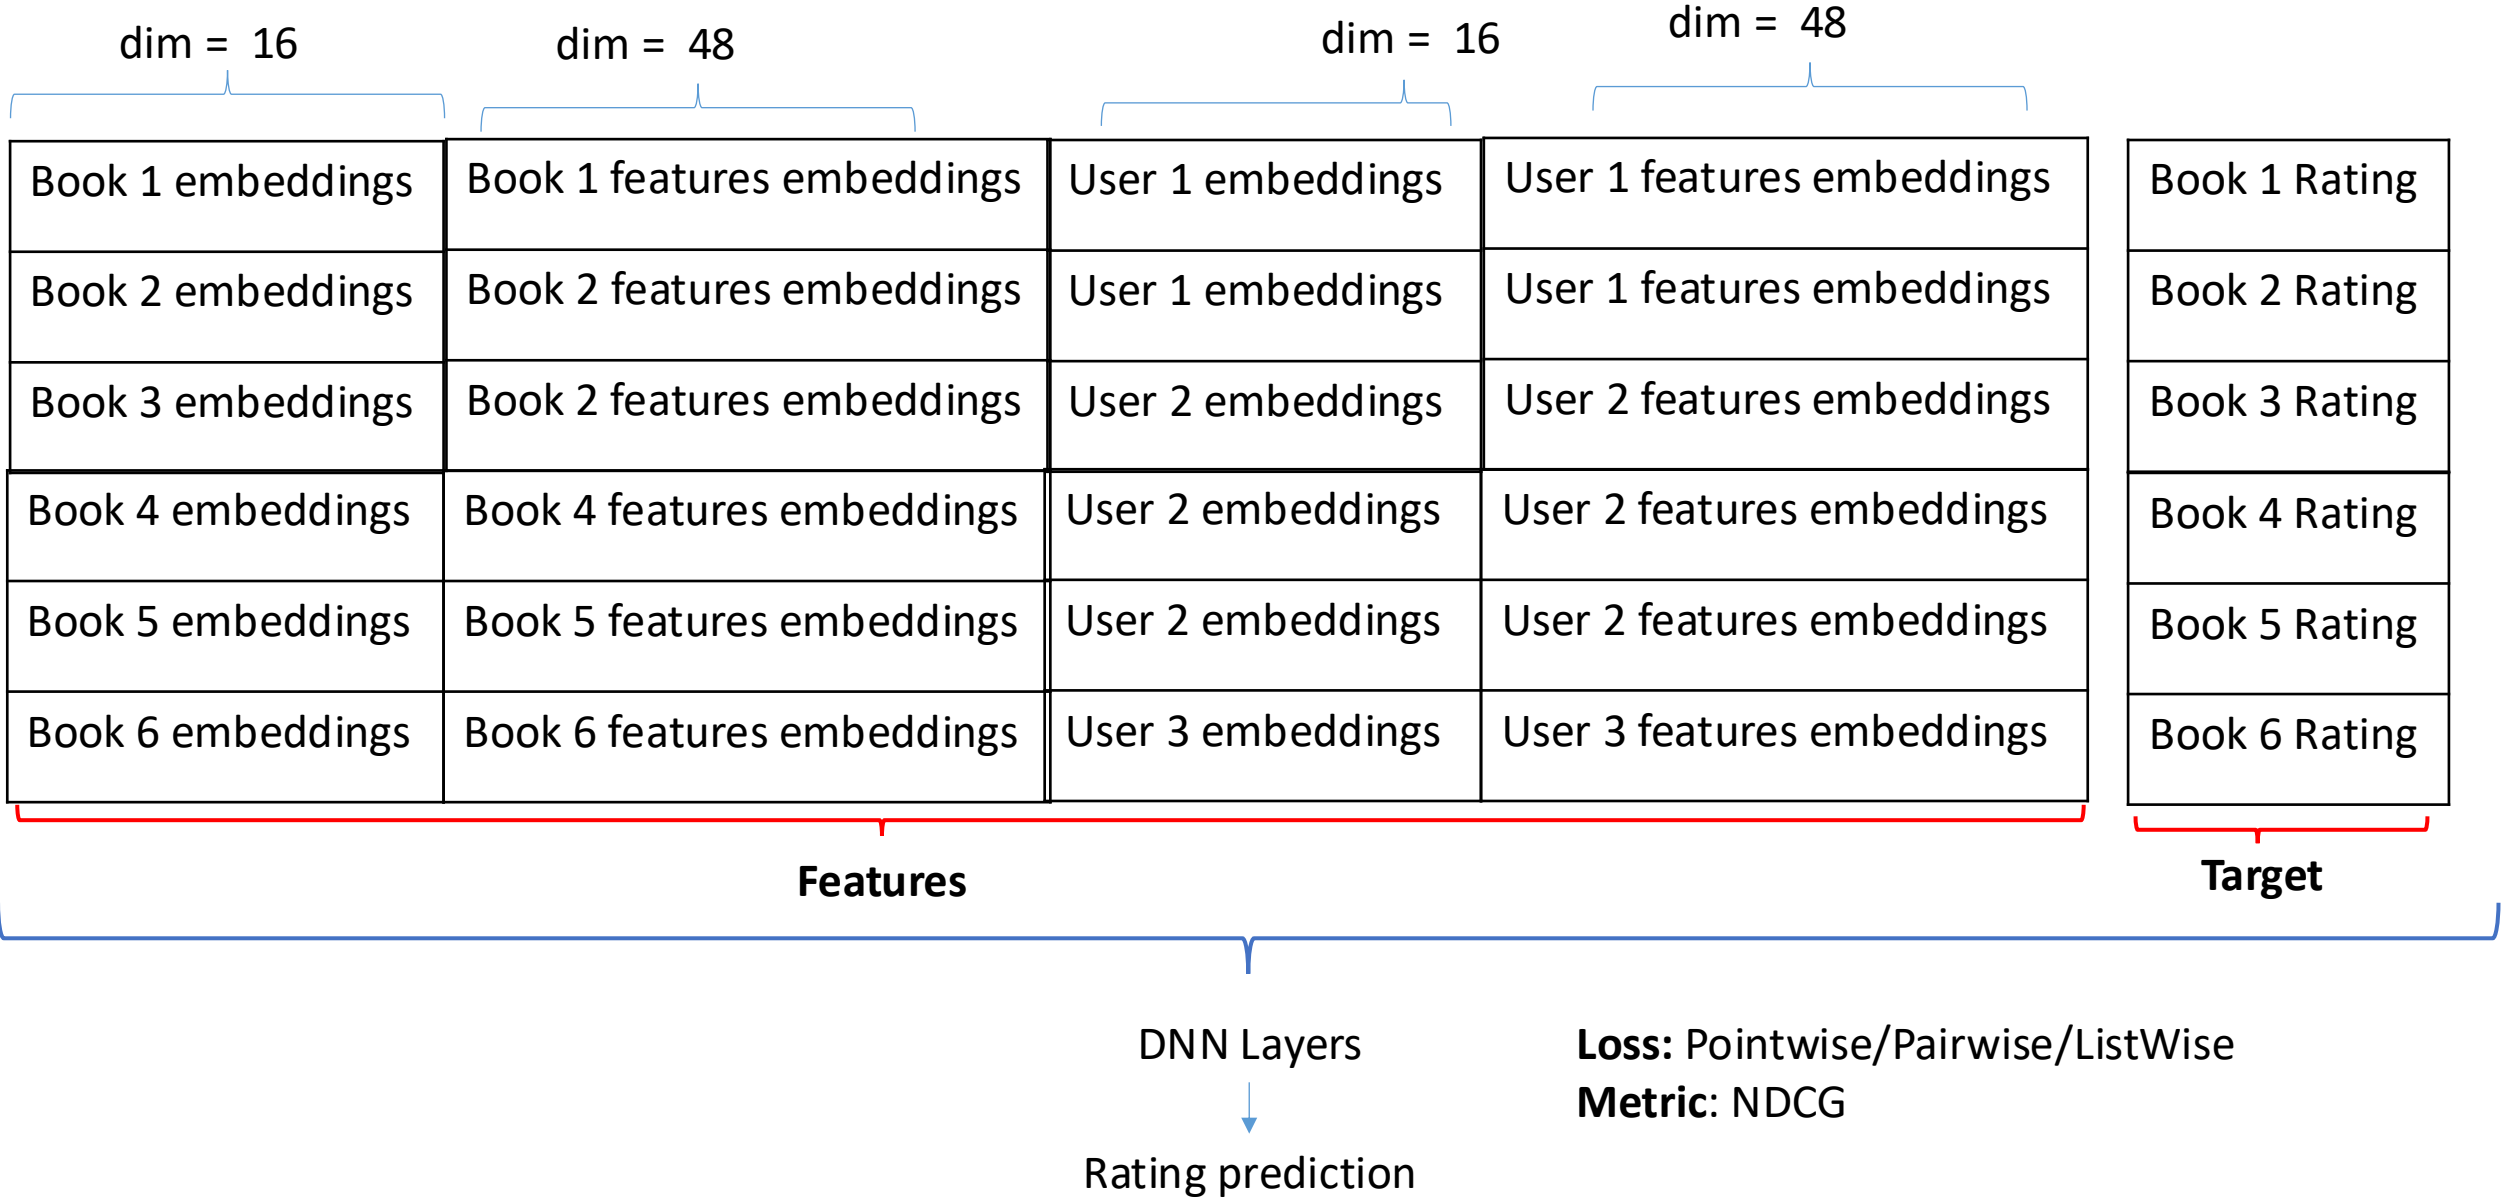 dim = 16 dim = 48 dim = 16 dim = 48
Book 1 embeddings Book 1 features embeddings User 1 embeddings User 1 features embeddings Book 1 Rating
Book 2 embeddings Book 2 features embeddings User 1 embeddings User 1 features embeddings Book 2 Rating
Book 3 embeddings Book 2 features embeddings User 2 embeddings User 2 features embeddings Book 3 Rating
Book 4 embeddings Book 4 features embeddings User 2 embeddings User 2 features embeddings Book 4 Rating
Book 5 embeddings Book 5 features embeddings User 2 embeddings User 2 features embeddings Book 5 Rating
Book 6 embeddings Book 6 features embeddings User 3 embeddings User 3 features embeddings Book 6 Rating
Features Target
DNN Layers Loss: Pointwise/Pairwise/ListWise
Metric: NDCG
Rating prediction